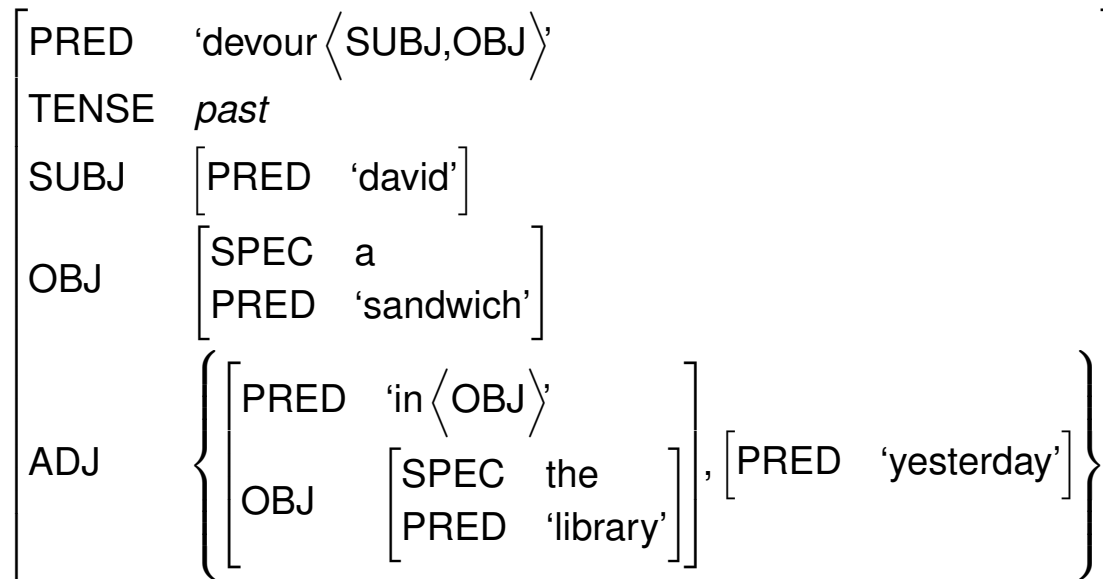 PRED ‘devour⟨SUBJ,OBJ⟩’
TENSE past
SUBJ [PRED ‘david’]
OBJ [SPEC a
PRED ‘sandwich’]
ADJ {[PRED ‘in⟨OBJ⟩’
OBJ [SPEC the
PRED ‘library’]], [PRED ‘yesterday’]}